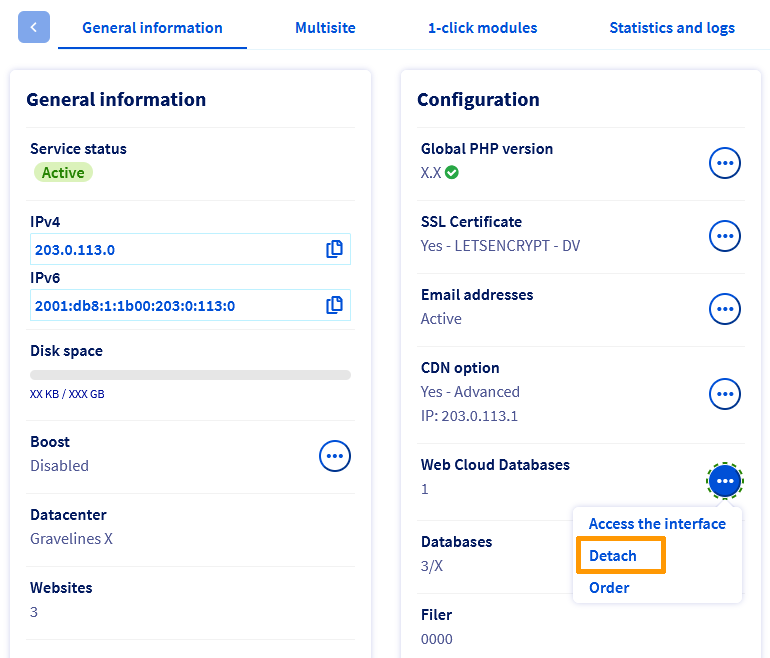 General information
Multisite
1-click modules
Statistics and logs
General information
Service status
Active
IPv4
203.0.113.0
IPv6
2001:db8:1:1b00:203:0:113:0
Disk space
XX KB / XXX GB
Boost
Disabled
Datacenter
Gravelines X
Websites
3
Configuration
Global PHP version
X.X
SSL Certificate
Yes - LETSENCRYPT - DV
Email addresses
Active
CDN option
Yes - Advanced
IP: 203.0.113.1
Web Cloud Databases
1
Access the interface
Detach
Order
Databases
3/X
Filer
0000